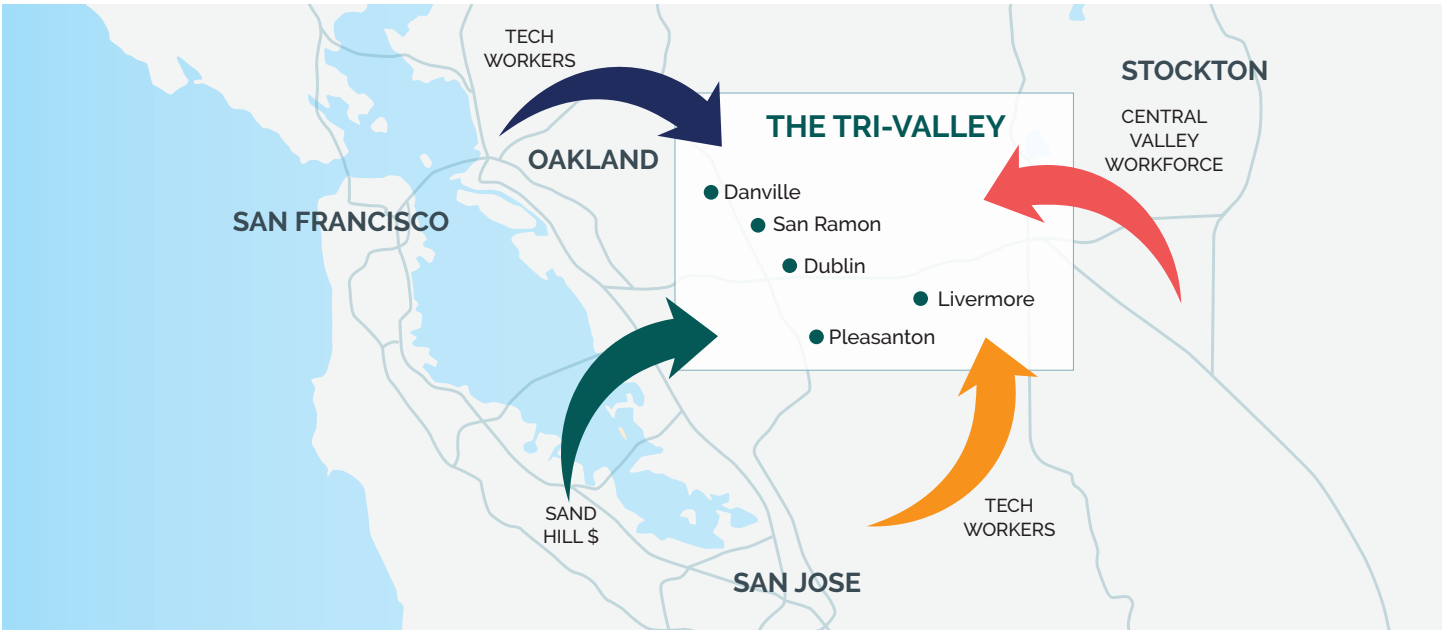 TECH
WORKERS
STOCKTON
THE TRI-VALLEY
CENTRAL
VALLEY
WORKFORCE
OAKLAND
Danville
SAN FRANCISCO
San Ramon
Dublin
Livermore
Pleasanton
SAND
HILL $
TECH
WORKERS
SAN JOSE